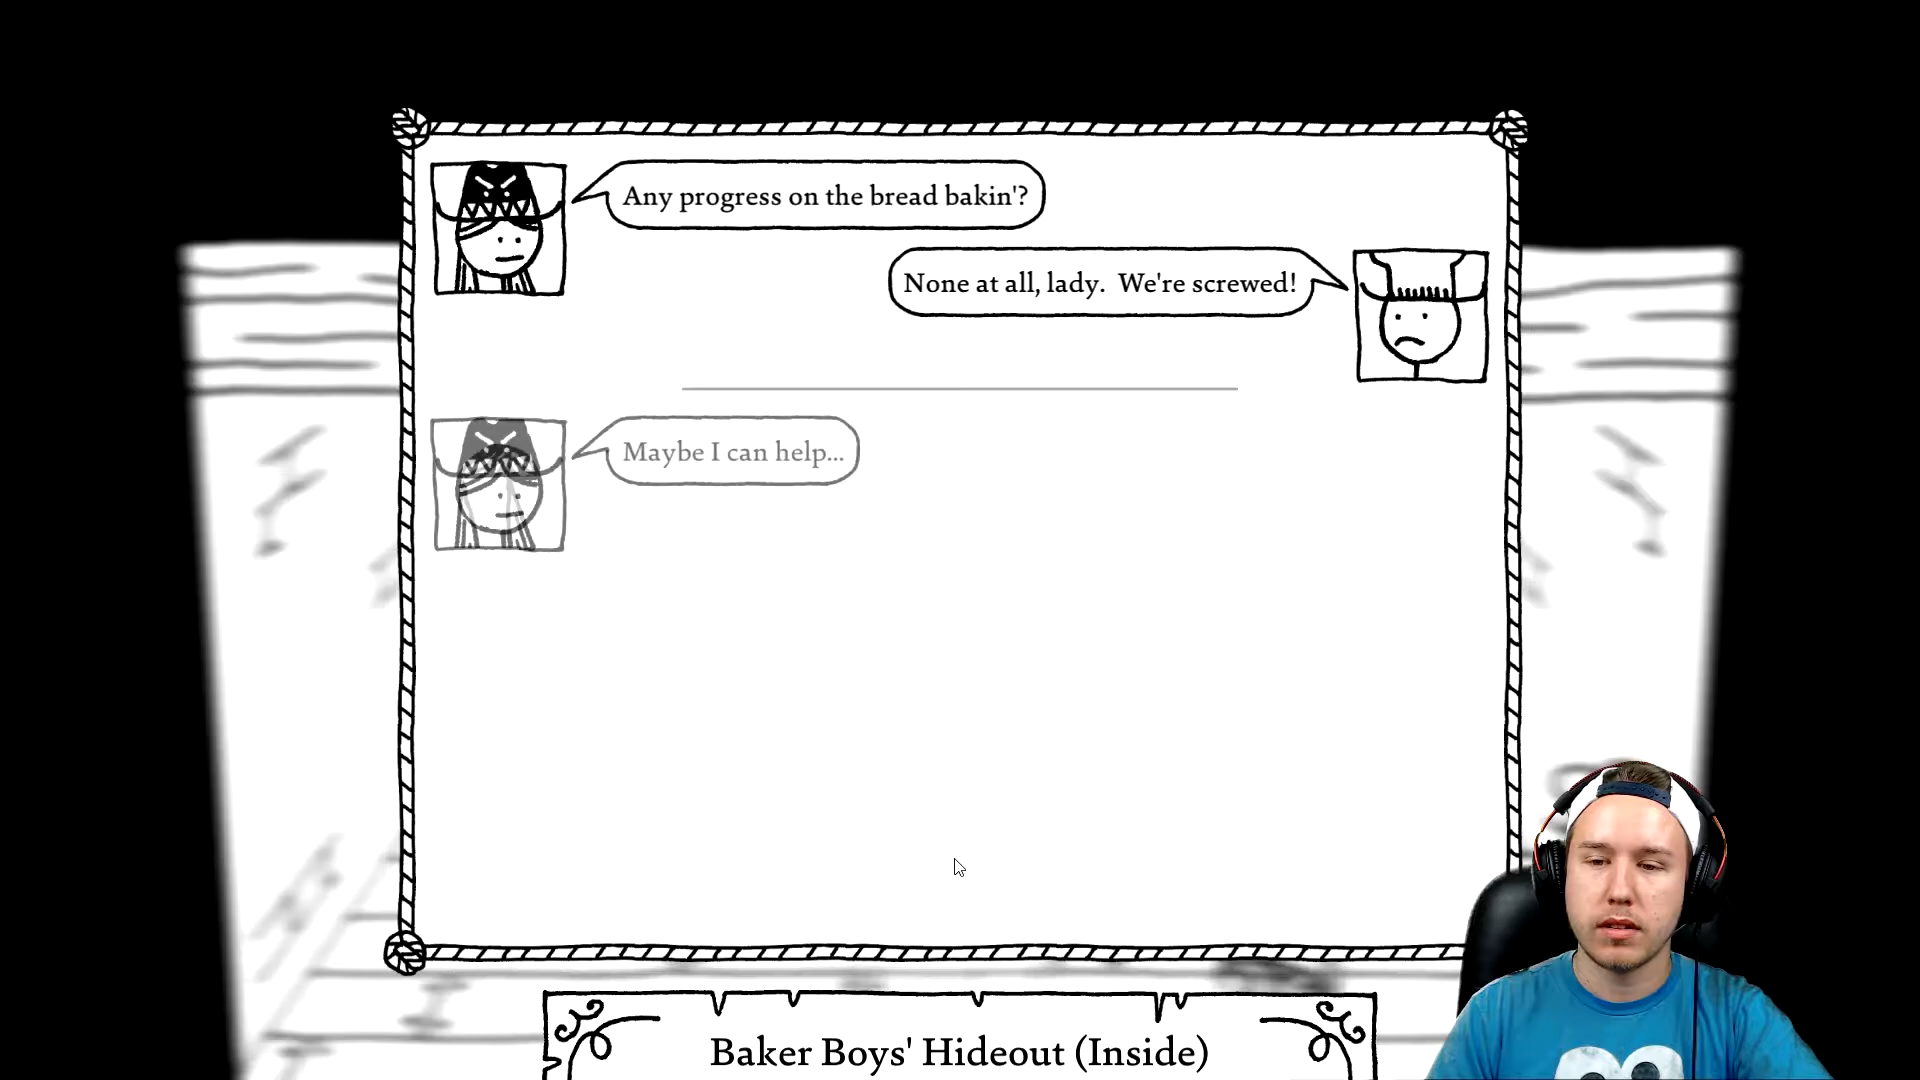 Any progress on the bread bakin'?
None at all, lady.  We're screwed!
Maybe I can help...
Baker Boys' Hideout (Inside)